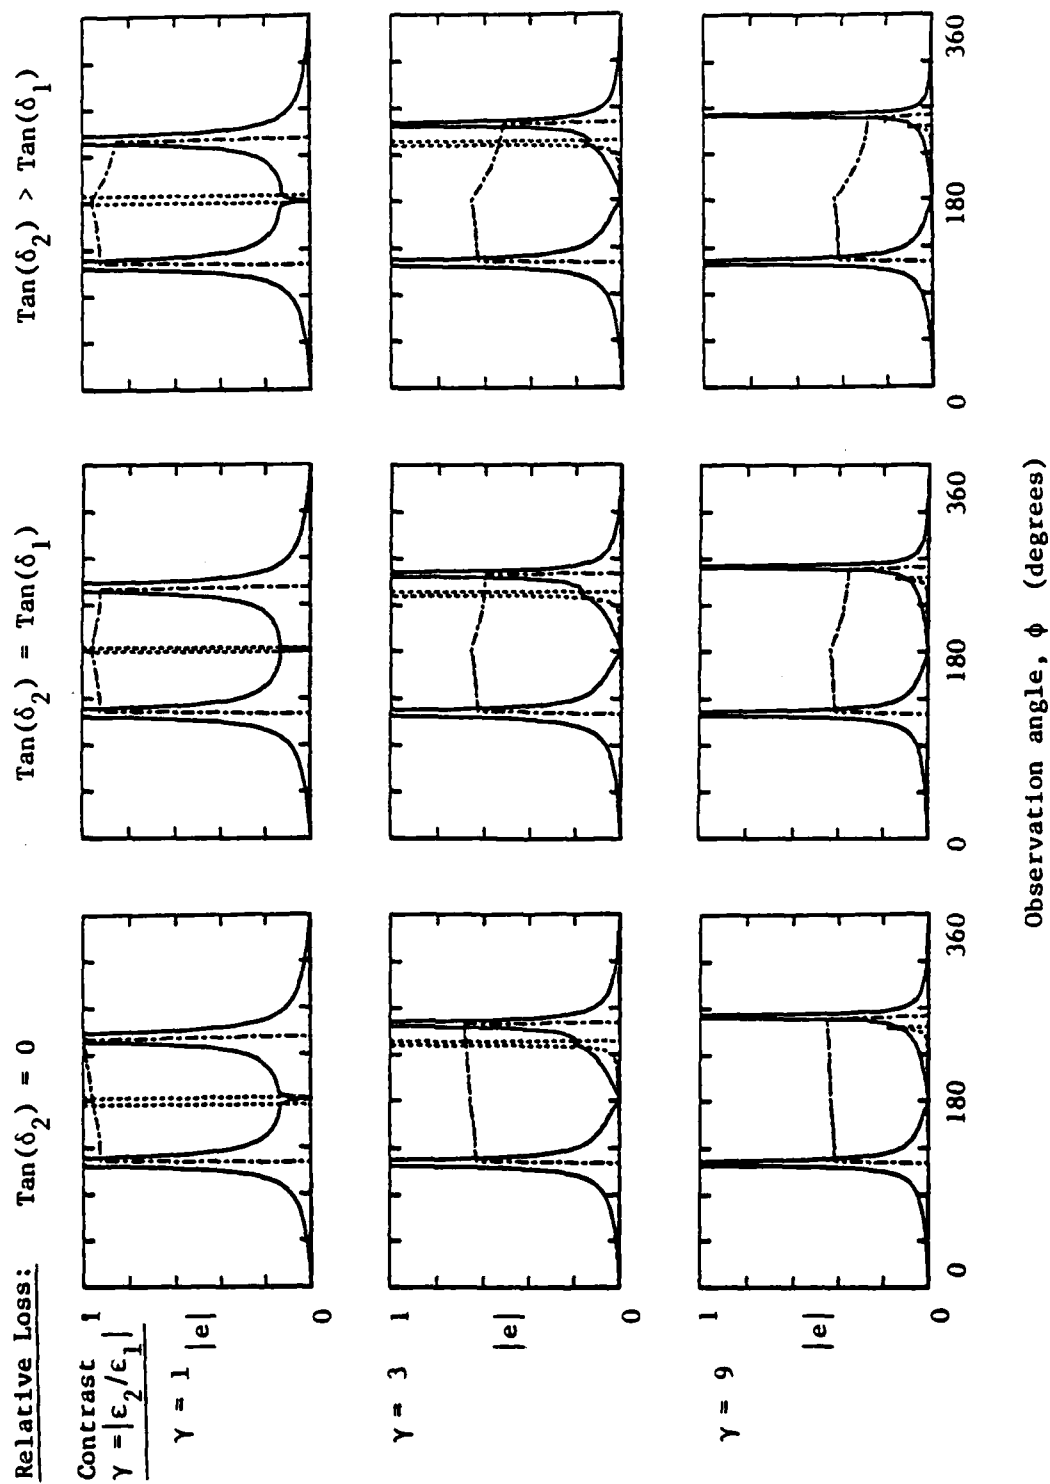 Relative Loss: Tan(δ₂) = 0 Tan(δ₂) = Tan(δ₁) Tan(δ₂) > Tan(δ₁)
Contrast
γ =|ε₂/ε₁|
γ = 1
1
|e|
0
γ = 3
1
|e|
0
γ = 9
1
|e|
0
0 180 360 0 180 360 0 180 360
Observation angle, ϕ (degrees)